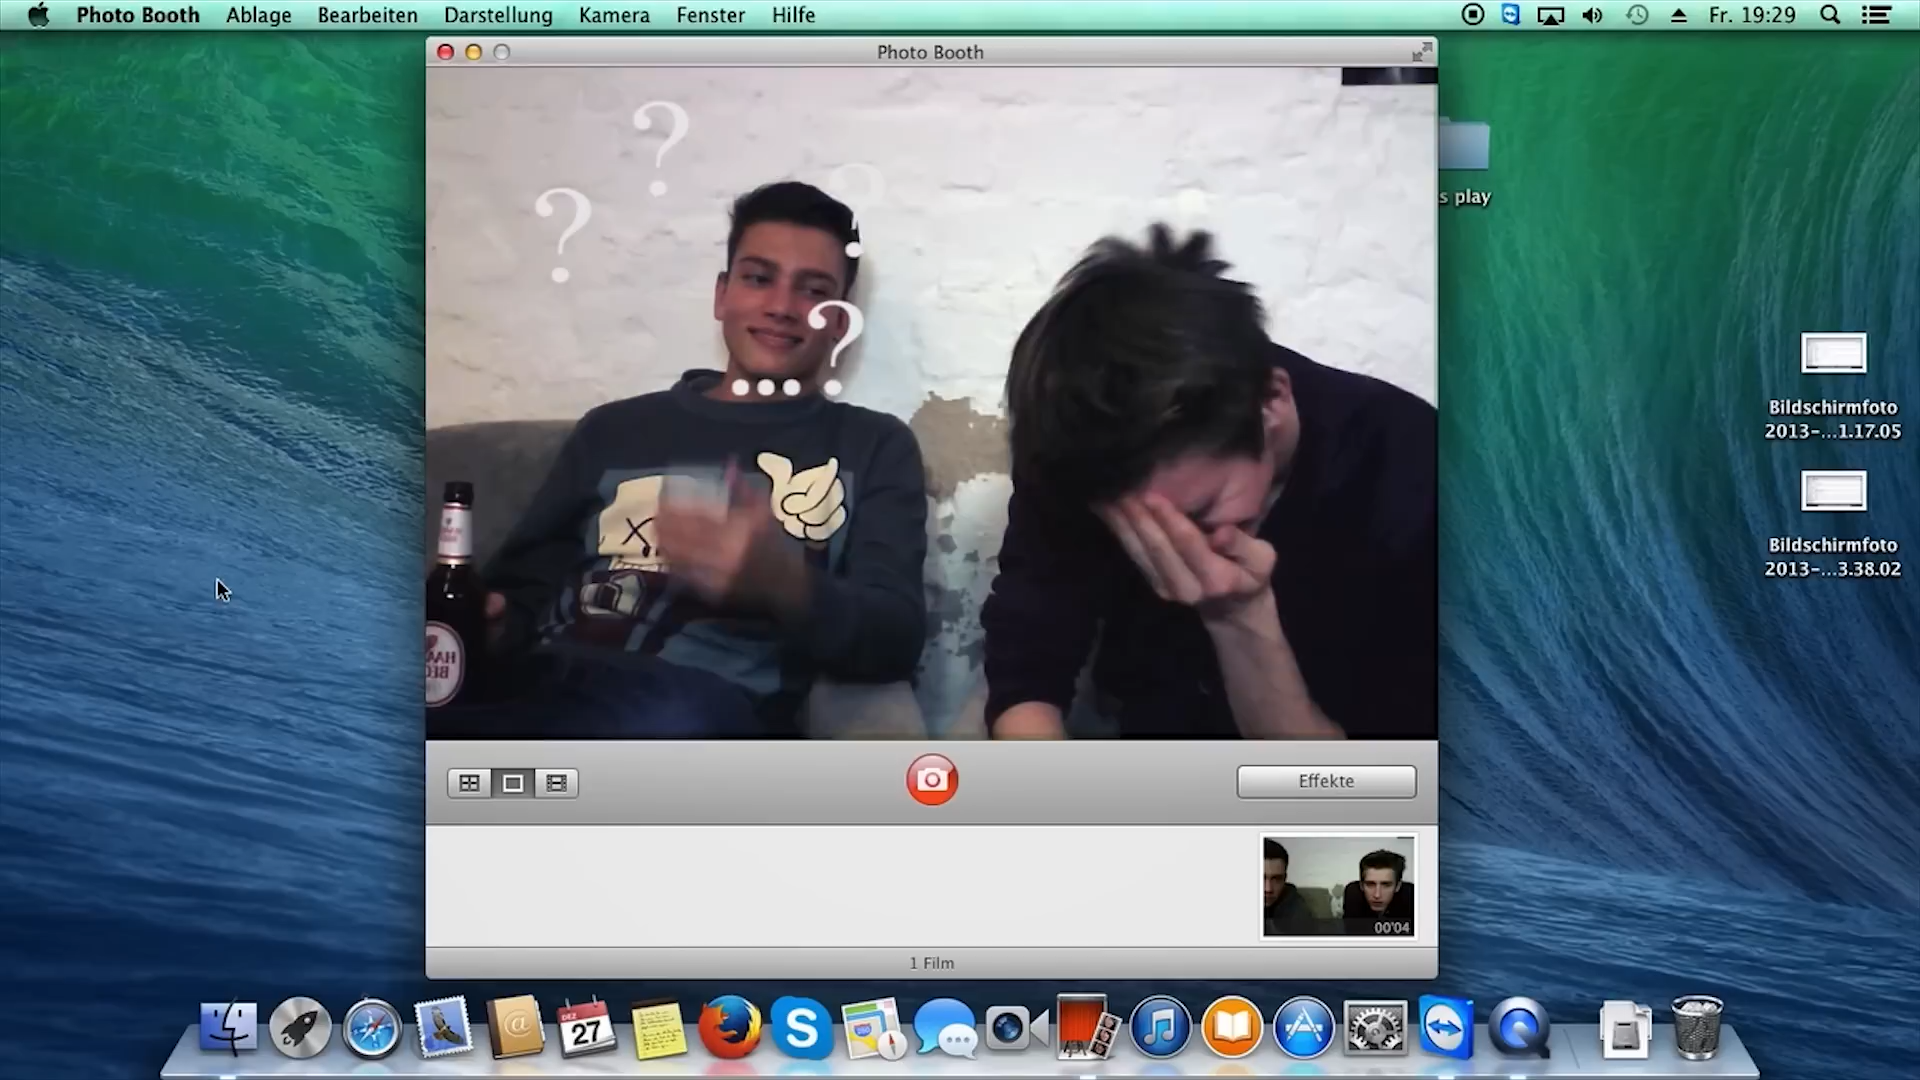 Photo Booth Ablage Bearbeiten Darstellung Kamera Fenster Hilfe
Fr. 19:29
Photo Booth
? ? ? ?
...
s play
Bildschirmfoto
2013-...1.17.05
Bildschirmfoto
2013-...3.38.02
Effekte
00'04
1 Film
DEZ
27